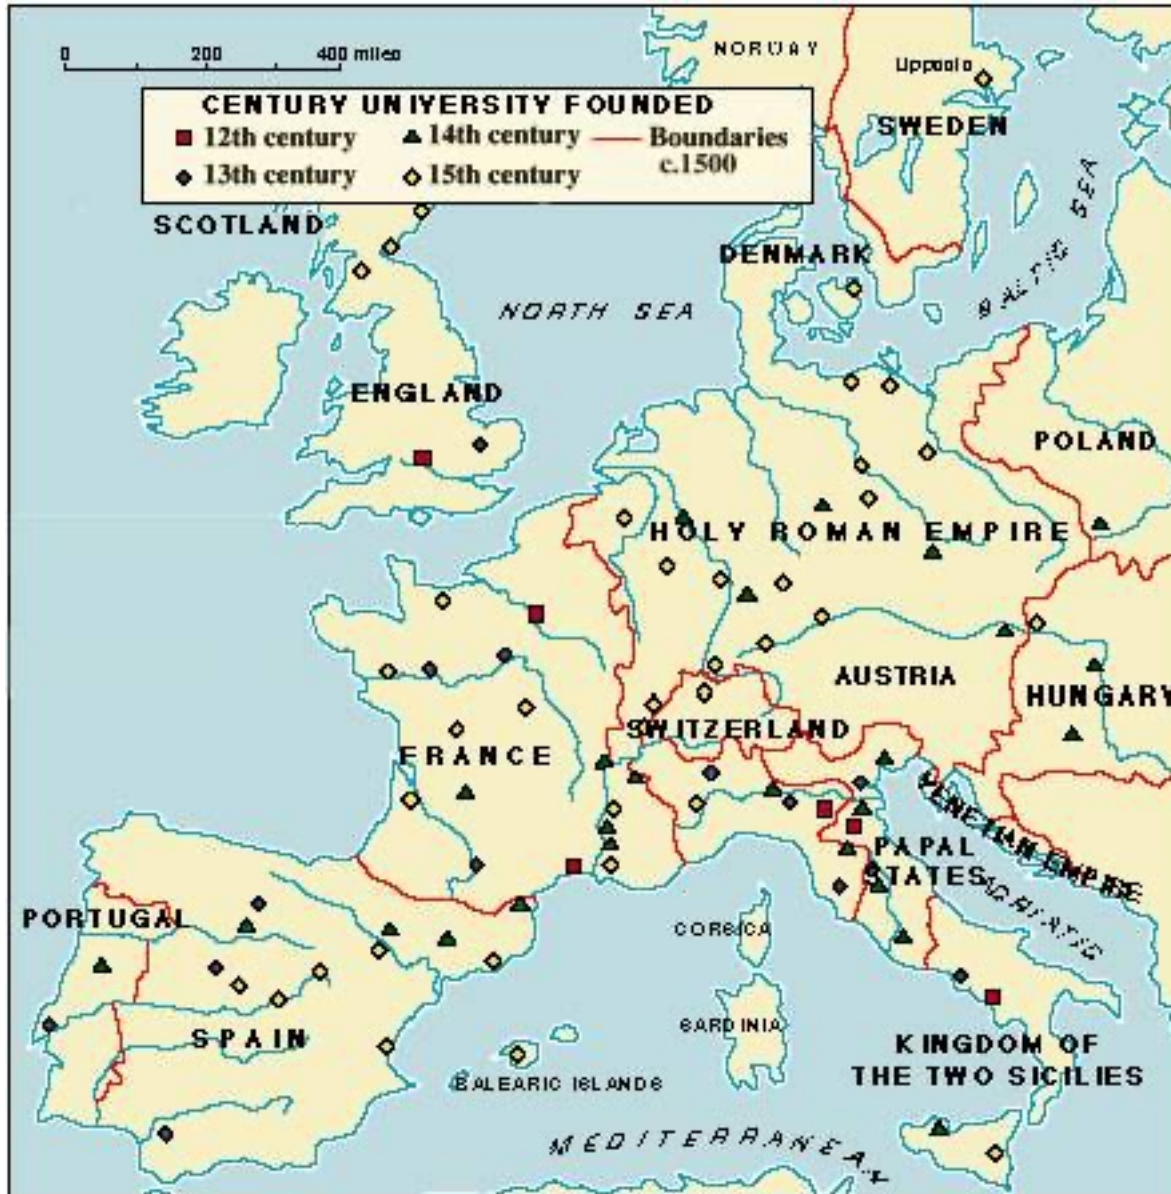 0 200 400 miles
NORWAY
Uppsala
CENTURY UNIVERSITY FOUNDED
12th century
14th century
Boundaries
c.1500
13th century
15th century
SWEDEN
SCOTLAND
DENMARK
BALTIC SEA
NORTH SEA
ENGLAND
POLAND
HOLY ROMAN EMPIRE
AUSTRIA
HUNGARY
SWITZERLAND
FRANCE
VENETIAN EMPIRE
PAPAL
STATES
ADRIATIC
PORTUGAL
CORSICA
SPAIN
SARDINIA
BALEARIC ISLANDS
KINGDOM OF
THE TWO SICILIES
MEDITERRANEA